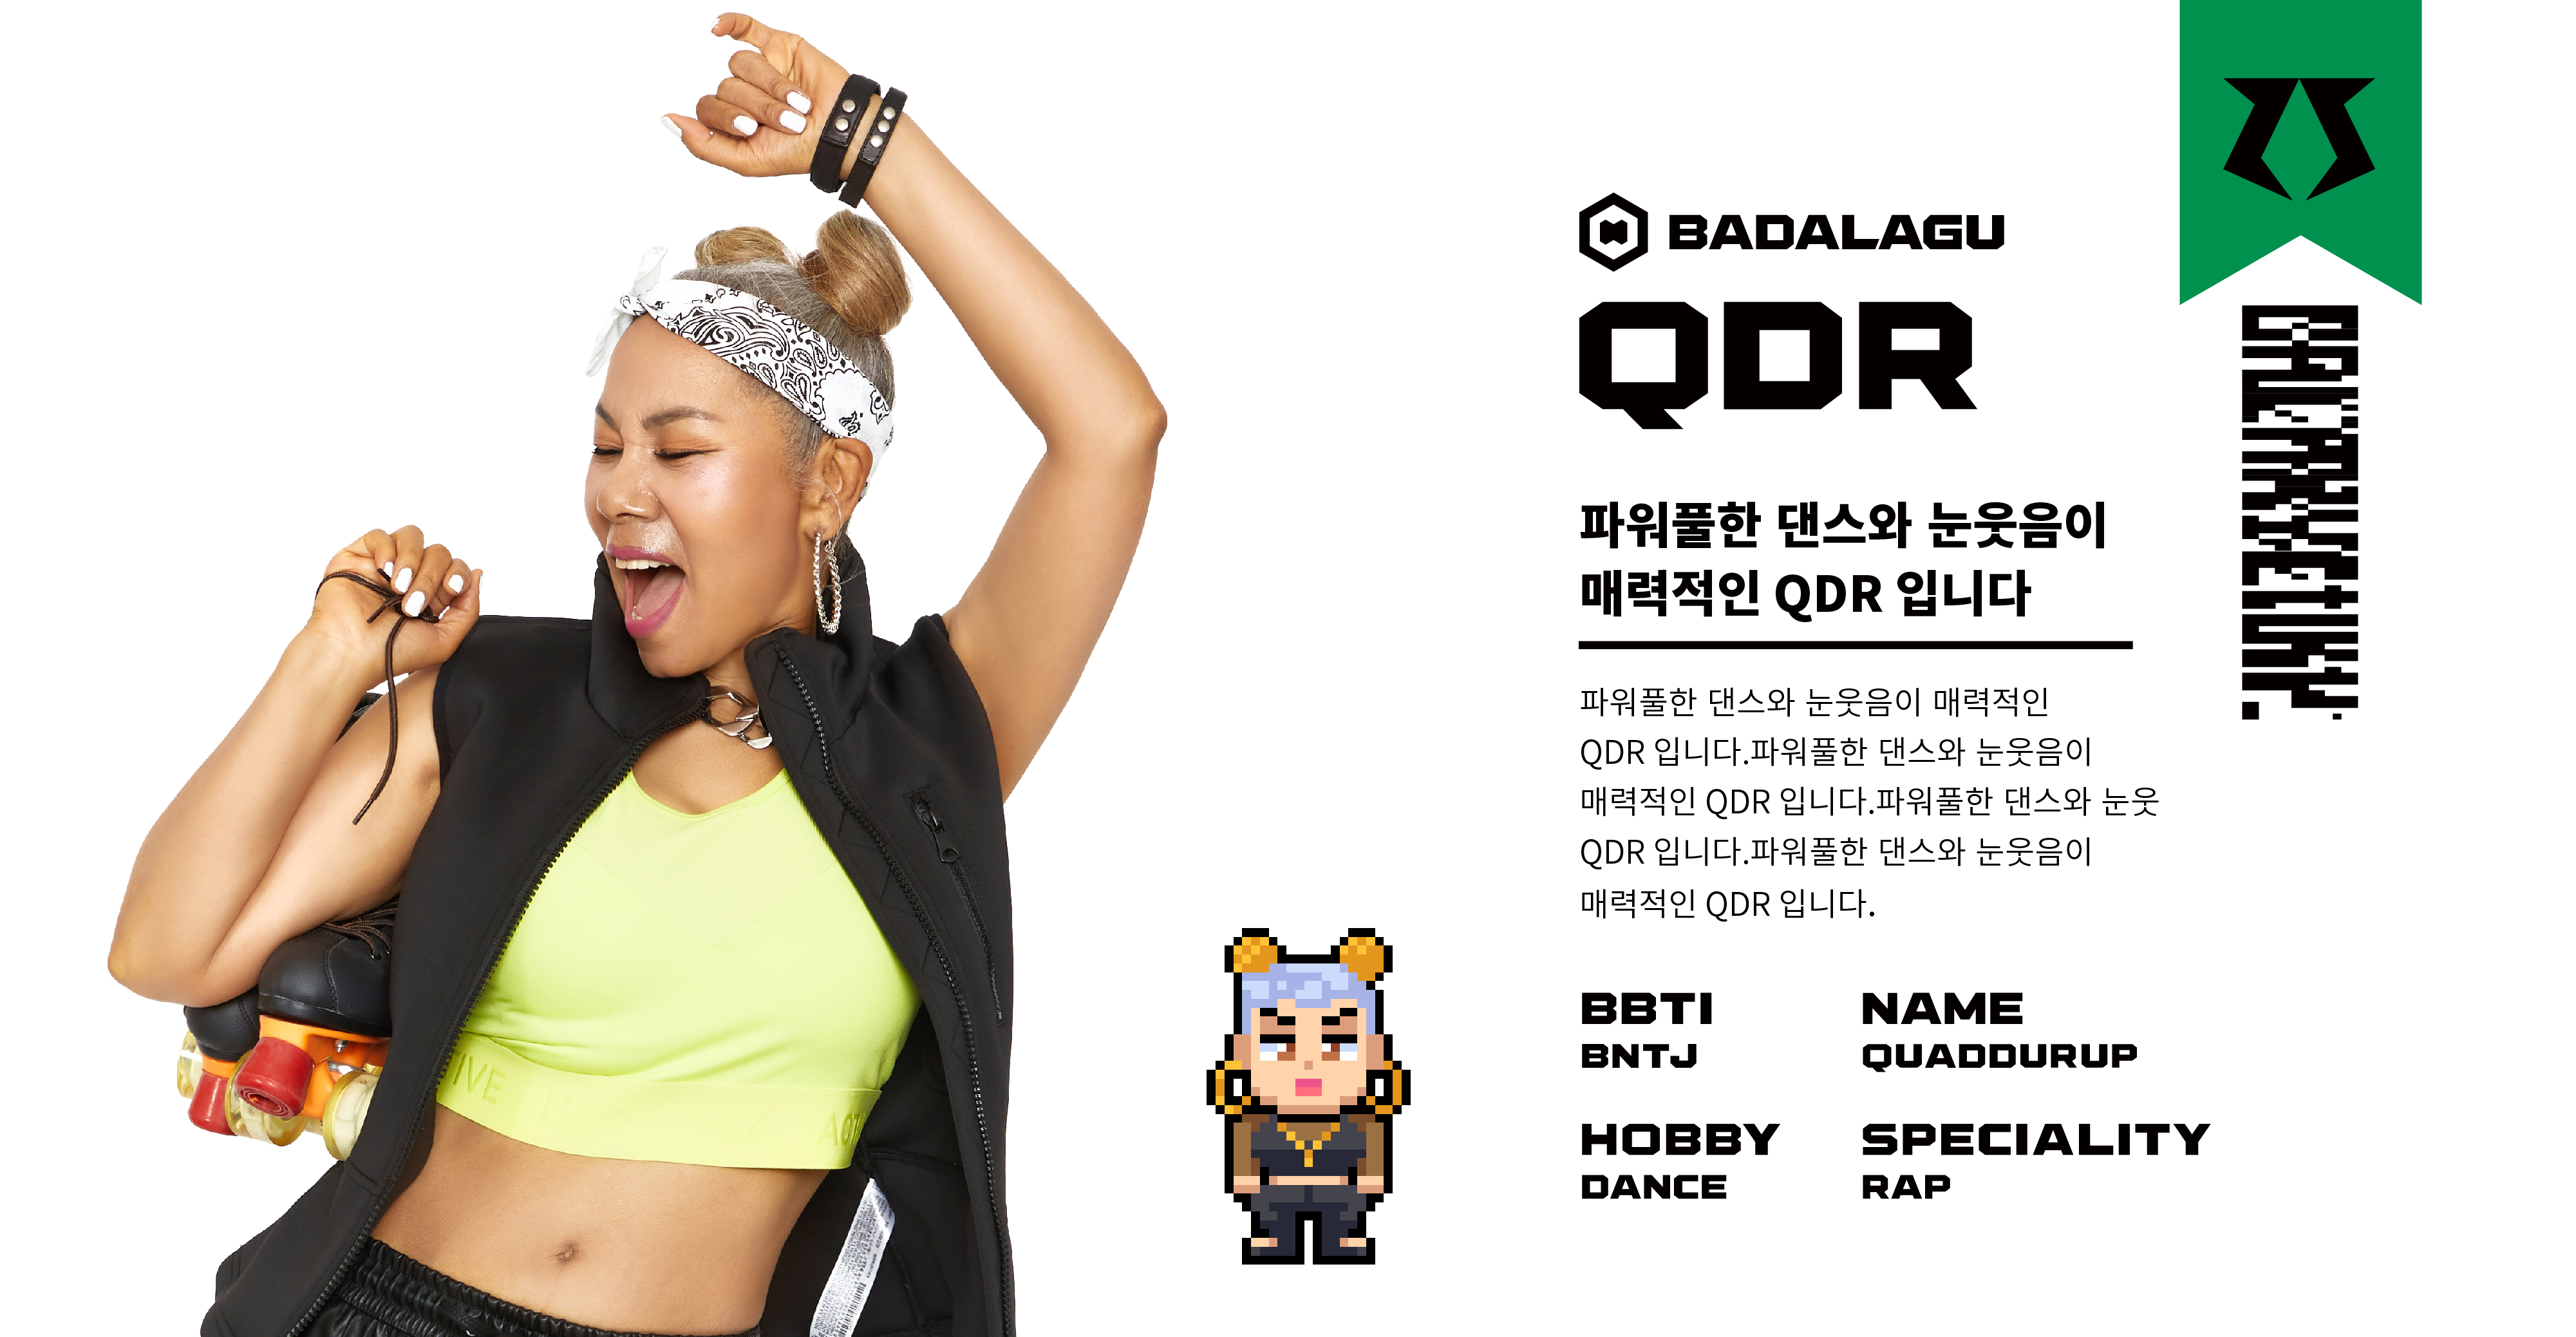 BADALAGU
QDR
파워풀한 댄스와 눈웃음이
매력적인 QDR 입니다
파워풀한 댄스와 눈웃음이 매력적인
QDR 입니다.파워풀한 댄스와 눈웃음이
매력적인 QDR 입니다.파워풀한 댄스와 눈웃
QDR 입니다.파워풀한 댄스와 눈웃음이
매력적인 QDR 입니다.
BBTI
BNTJ
NAME
QUADDURUP
HOBBY
DANCE
SPECIALITY
RAP